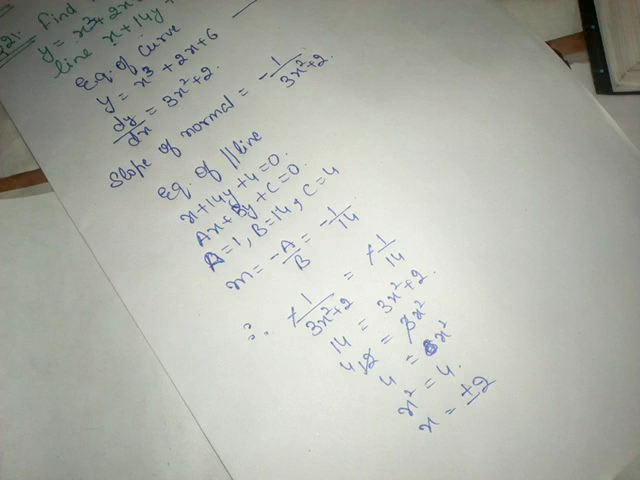 321. Find
y = x³ + 2x +
line x + 14y +
Eq. of Curve
y = x³ + 2x + 6
dy/dx = 3x² + 2.
Slope of normal = -1/3x²+2.
Eq. of || line
x + 14y + 4 = 0.
Ax + By + C = 0.
A = 1, B = 14, C = 4
m = -A/B = -1/14
∴ -1/3x²+2 = -1/14
14 = 3x² + 2.
4 12 = 3x²
4 = x²
x² = 4.
x = ±2